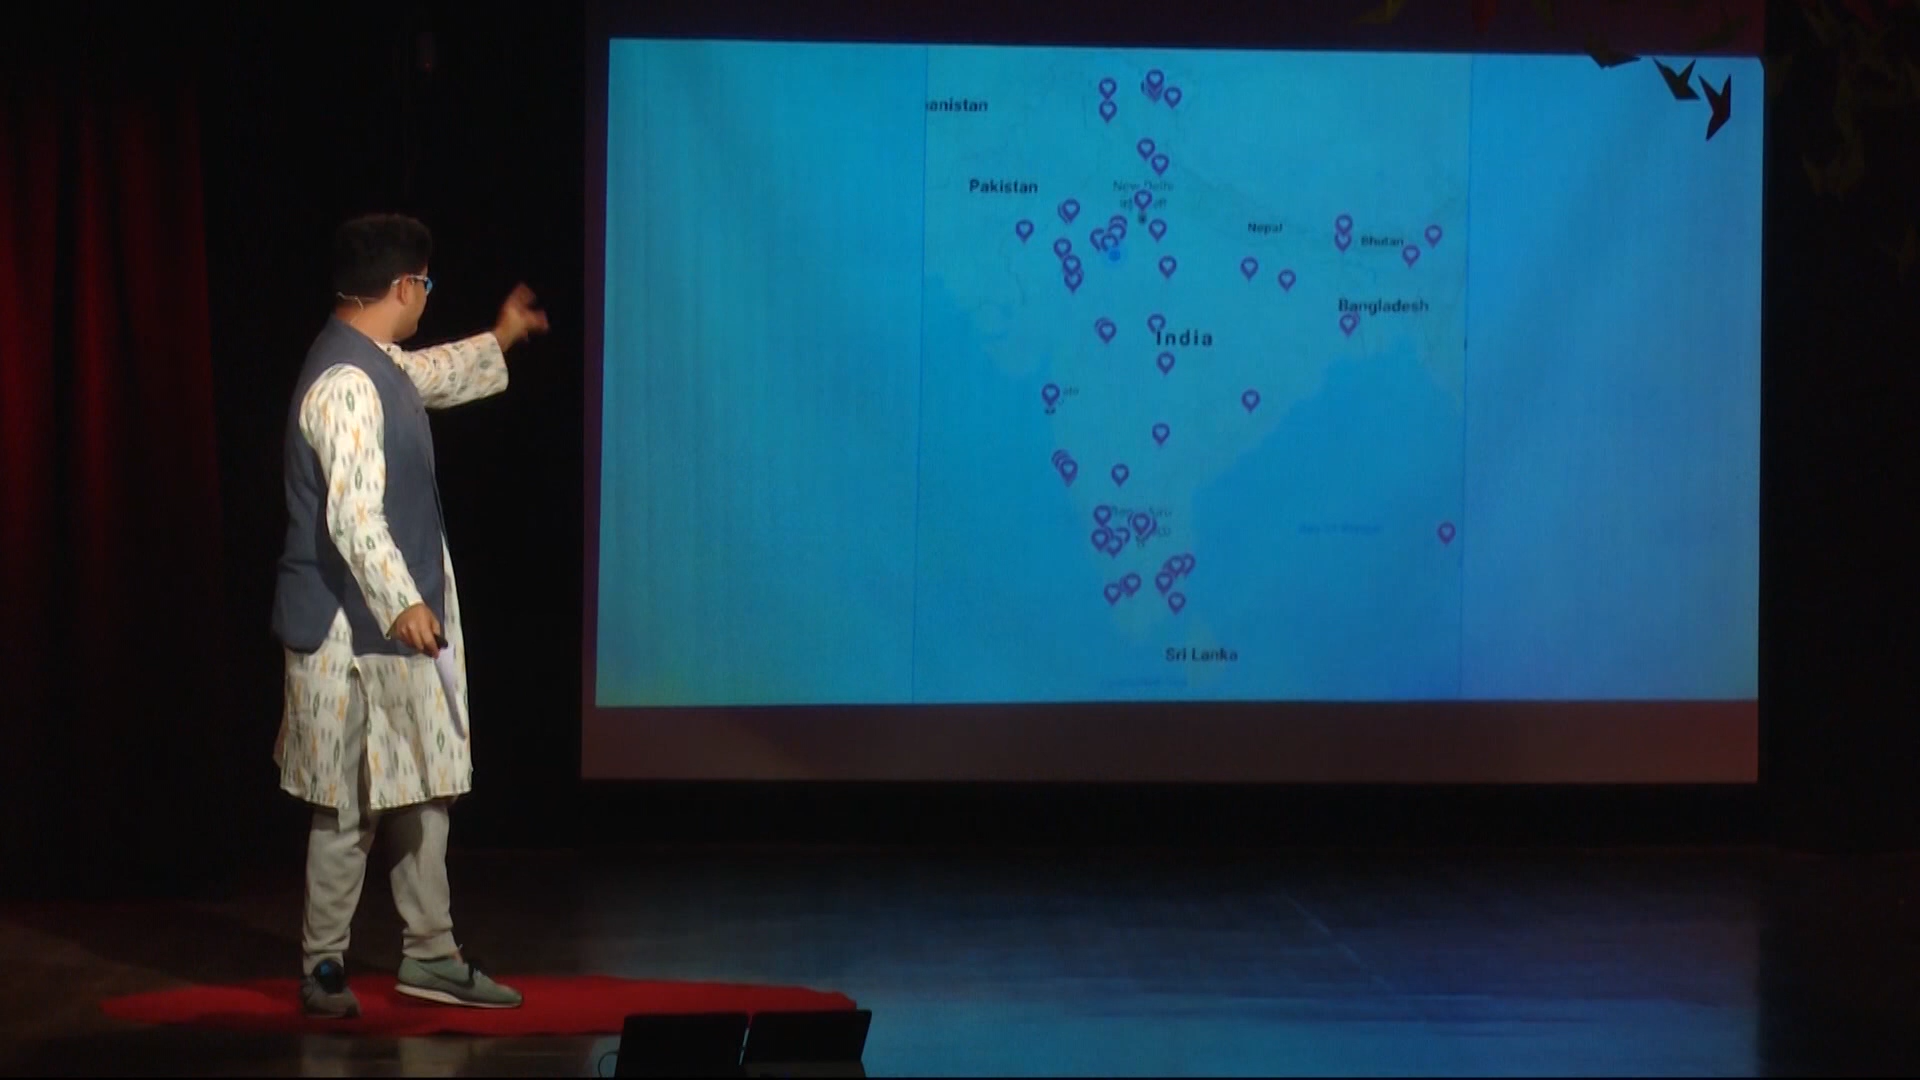 anistan
Pakistan
New Delhi
Nepal
Bhutan
Bangladesh
India
Sri Lanka